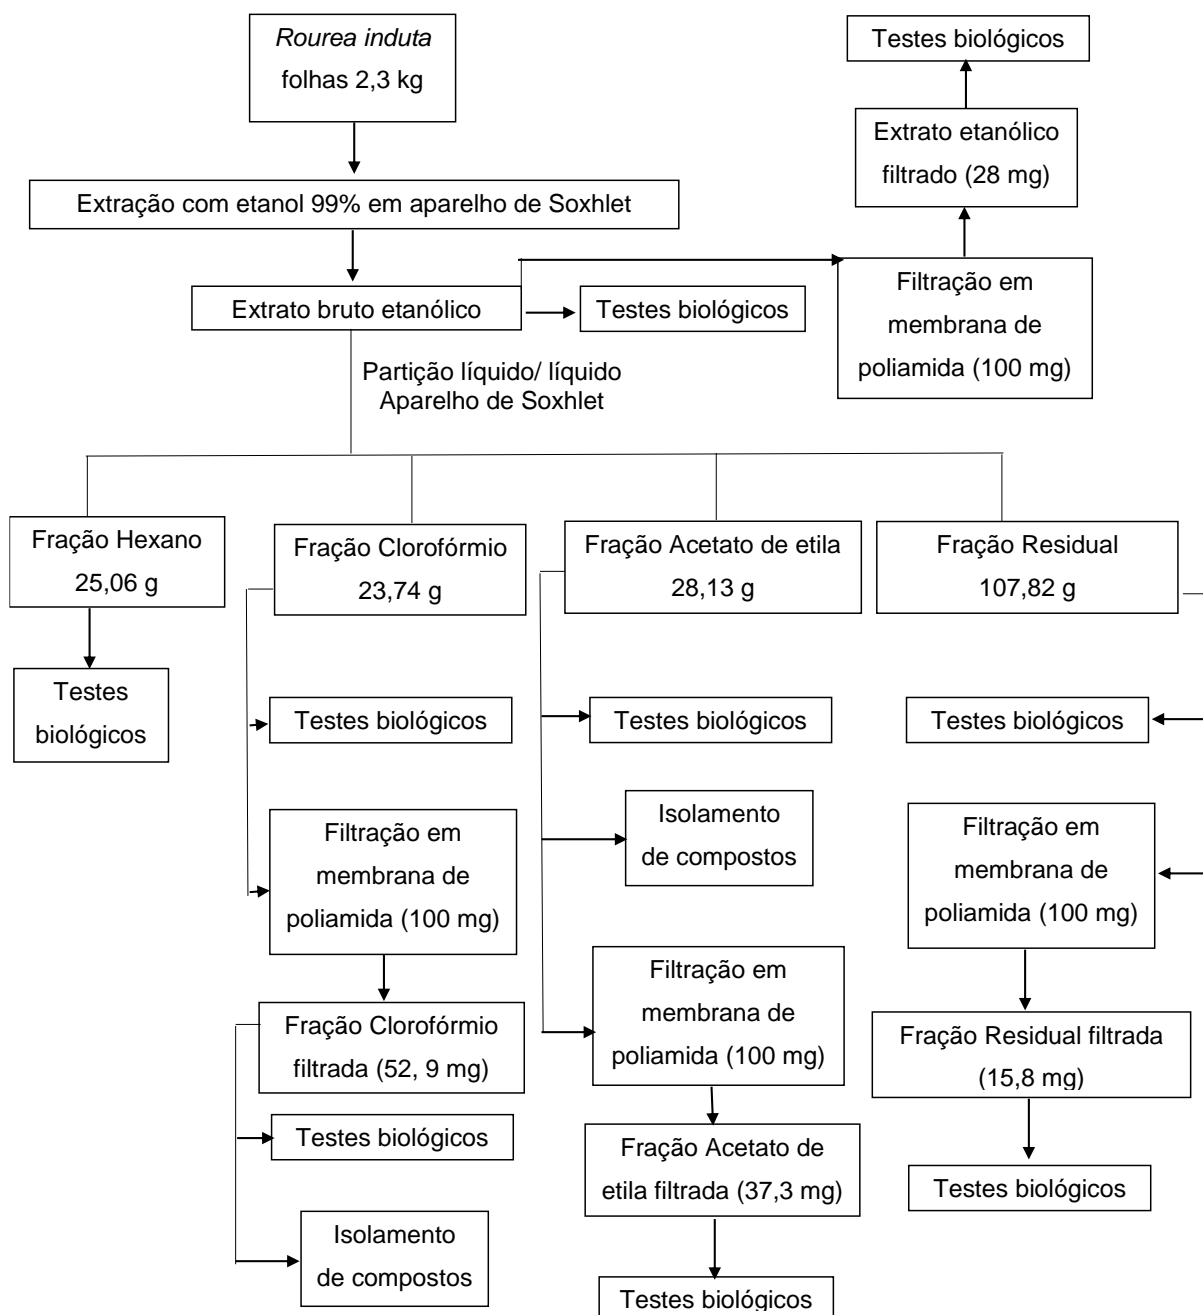 Rourea induta
folhas 2,3 kg
Testes biológicos
Extrato etanólico
filtrado (28 mg)
Extração com etanol 99% em aparelho de Soxhlet
Filtração em
membrana de
poliamida (100 mg)
Extrato bruto etanólico
Testes biológicos
Partição líquido/ líquido
Aparelho de Soxhlet
Fração Hexano
25,06 g
Fração Clorofórmio
23,74 g
Fração Acetato de etila
28,13 g
Fração Residual
107,82 g
Testes
biológicos
Testes biológicos
Testes biológicos
Testes biológicos
Filtração em
membrana de
poliamida (100 mg)
Isolamento
de compostos
Filtração em
membrana de
poliamida (100 mg)
Filtração em
membrana de
poliamida (100 mg)
Fração Clorofórmio
filtrada (52, 9 mg)
Fração Residual filtrada
(15,8 mg)
Testes biológicos
Fração Acetato de
etila filtrada (37,3 mg)
Testes biológicos
Isolamento
de compostos
Testes biológicos